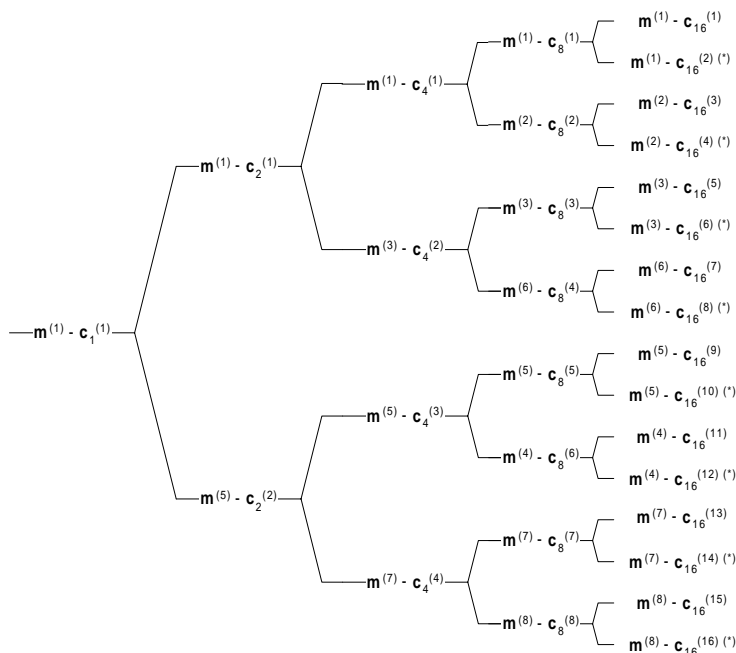 m(1) - c16(1)
m(1) - c8(1)
m(1) - c16(2) (*)
m(1) - c4(1)
m(2) - c16(3)
m(2) - c8(2)
m(2) - c16(4) (*)
m(1) - c2(1)
m(3) - c16(5)
m(3) - c8(3)
m(3) - c16(6) (*)
m(3) - c4(2)
m(6) - c16(7)
m(6) - c8(4)
m(6) - c16(8) (*)
m(1) - c1(1)
m(5) - c16(9)
m(5) - c8(5)
m(5) - c16(10) (*)
m(5) - c4(3)
m(4) - c16(11)
m(4) - c8(6)
m(4) - c16(12) (*)
m(5) - c2(2)
m(7) - c16(13)
m(7) - c8(7)
m(7) - c16(14) (*)
m(7) - c4(4)
m(8) - c16(15)
m(8) - c8(8)
m(8) - c16(16) (*)